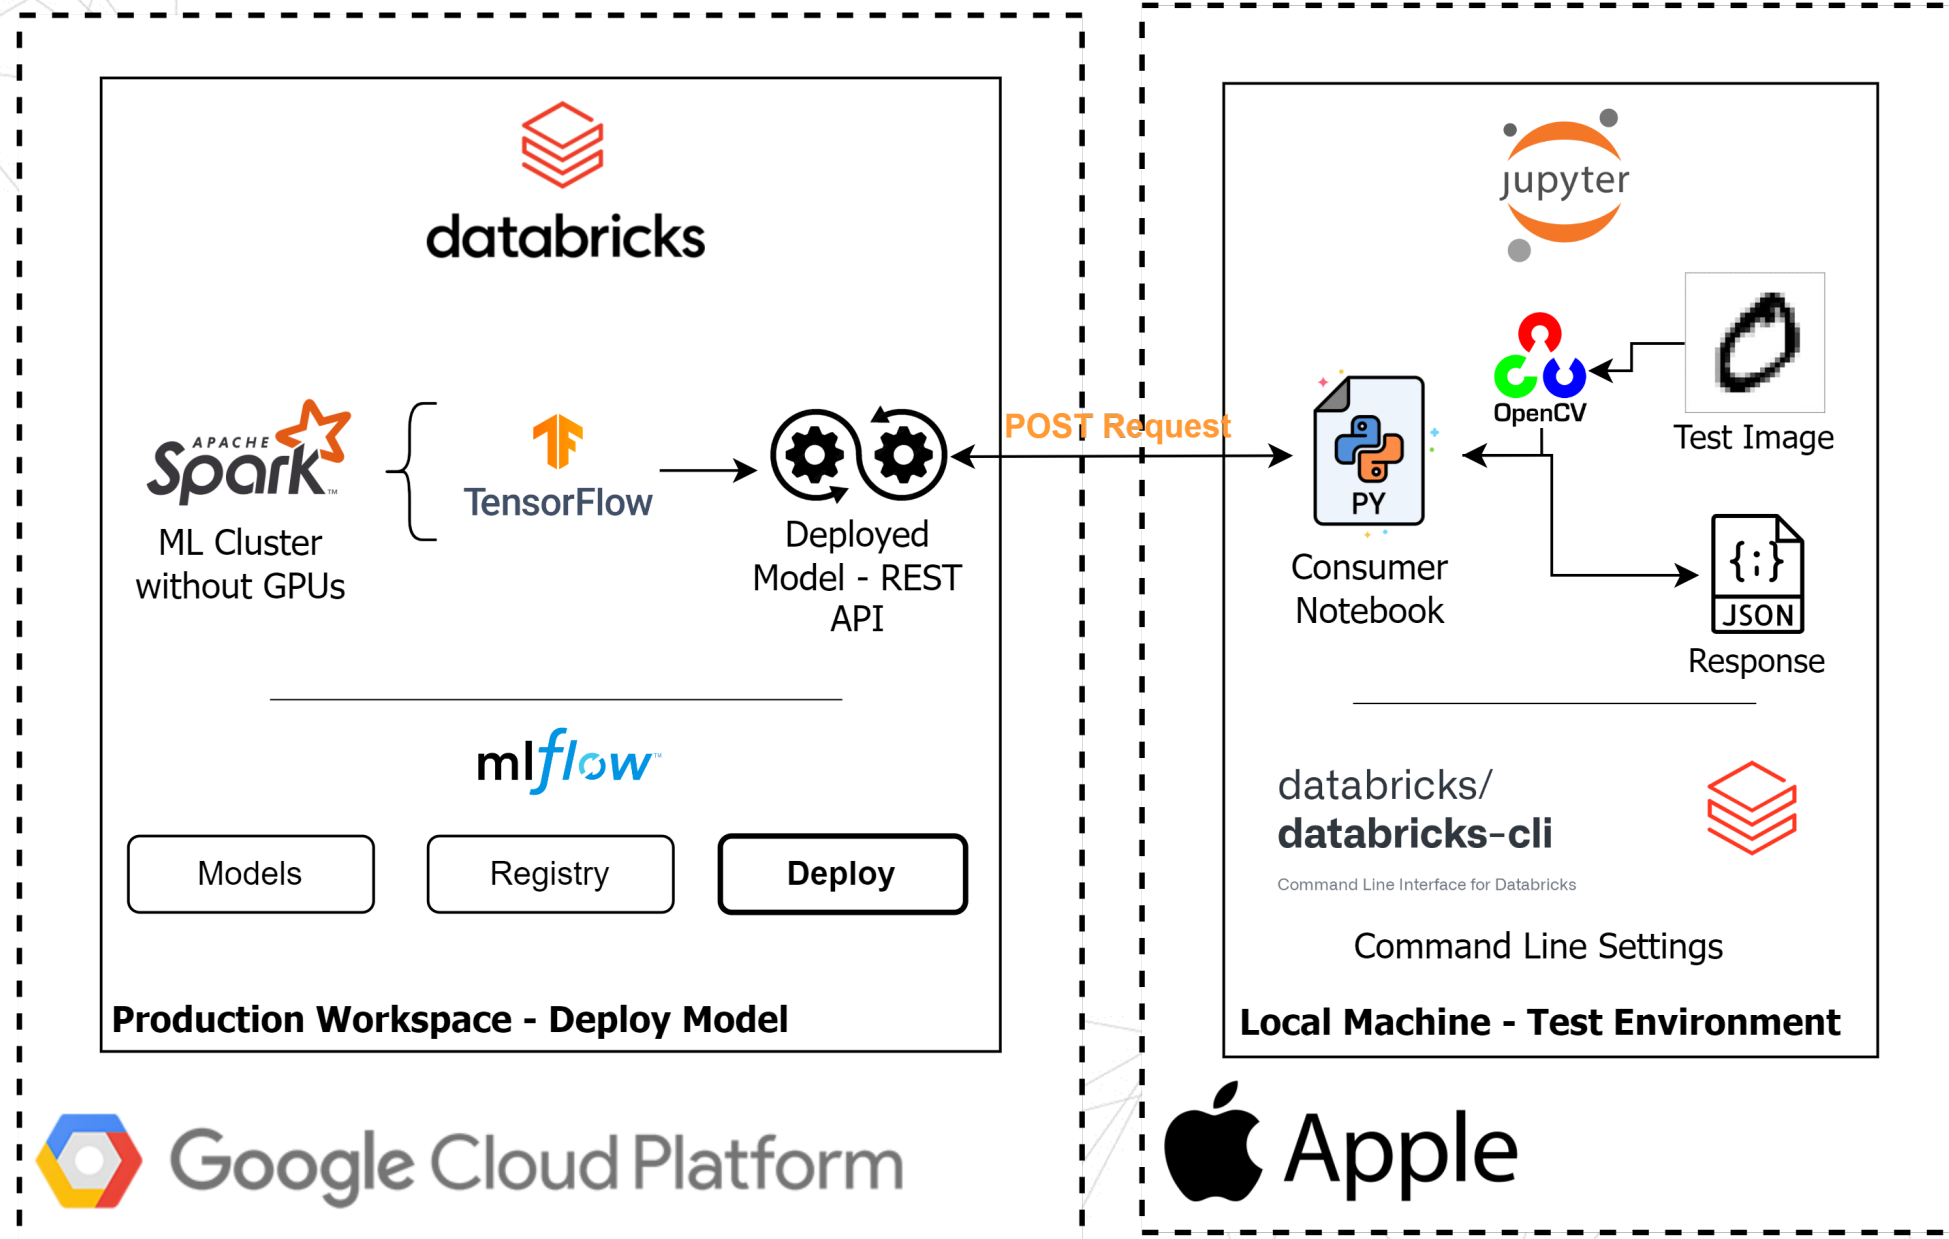 databricks
APACHE
Spark™
ML Cluster
without GPUs
TensorFlow
Deployed
Model - REST
API
mlflow™
Models
Registry
Deploy
Production Workspace - Deploy Model
Google Cloud Platform
POST Request
jupyter
OpenCV
Test Image
PY
Consumer
Notebook
{;}
JSON
Response
databricks/
databricks-cli
Command Line Interface for Databricks
Command Line Settings
Local Machine - Test Environment
Apple